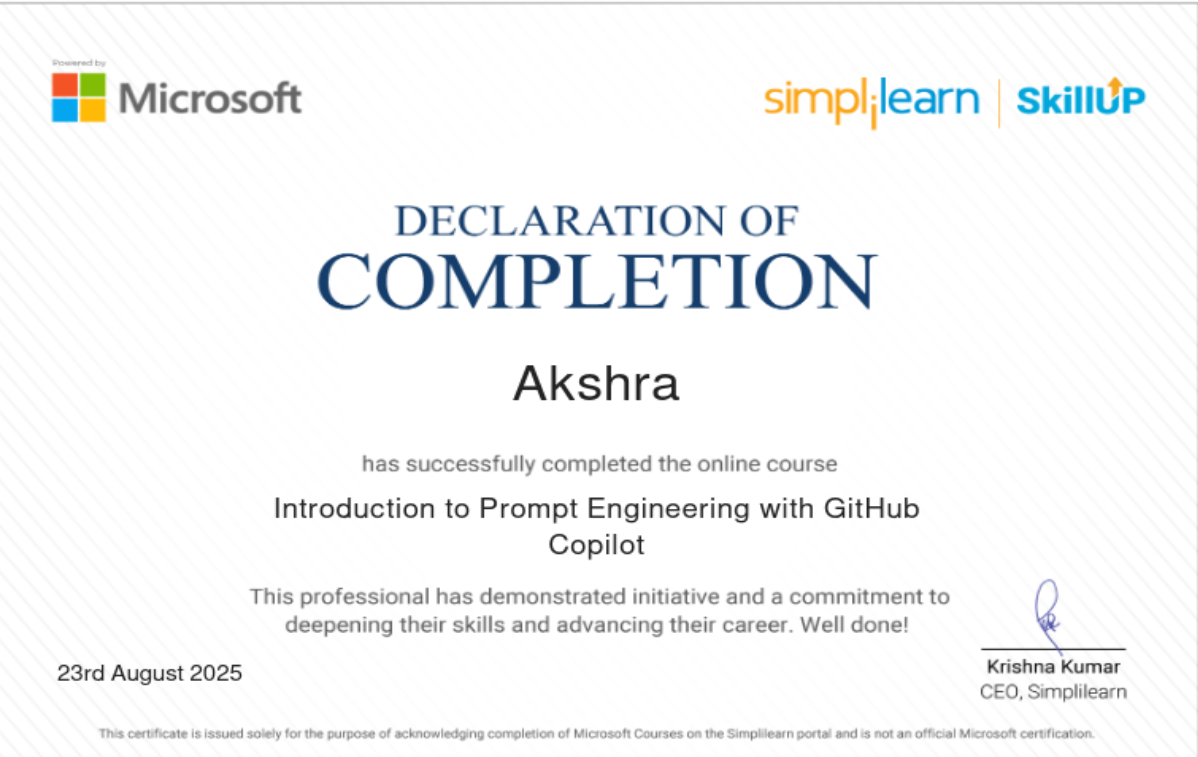 Powered by
Microsoft
simplilearn | SkillUP
DECLARATION OF
COMPLETION
Akshra
has successfully completed the online course
Introduction to Prompt Engineering with GitHub
Copilot
This professional has demonstrated initiative and a commitment to
deepening their skills and advancing their career. Well done!
23rd August 2025
Krishna Kumar
CEO, Simplilearn
This certificate is issued solely for the purpose of acknowledging completion of Microsoft Courses on the Simplilearn portal and is not an official Microsoft certification.